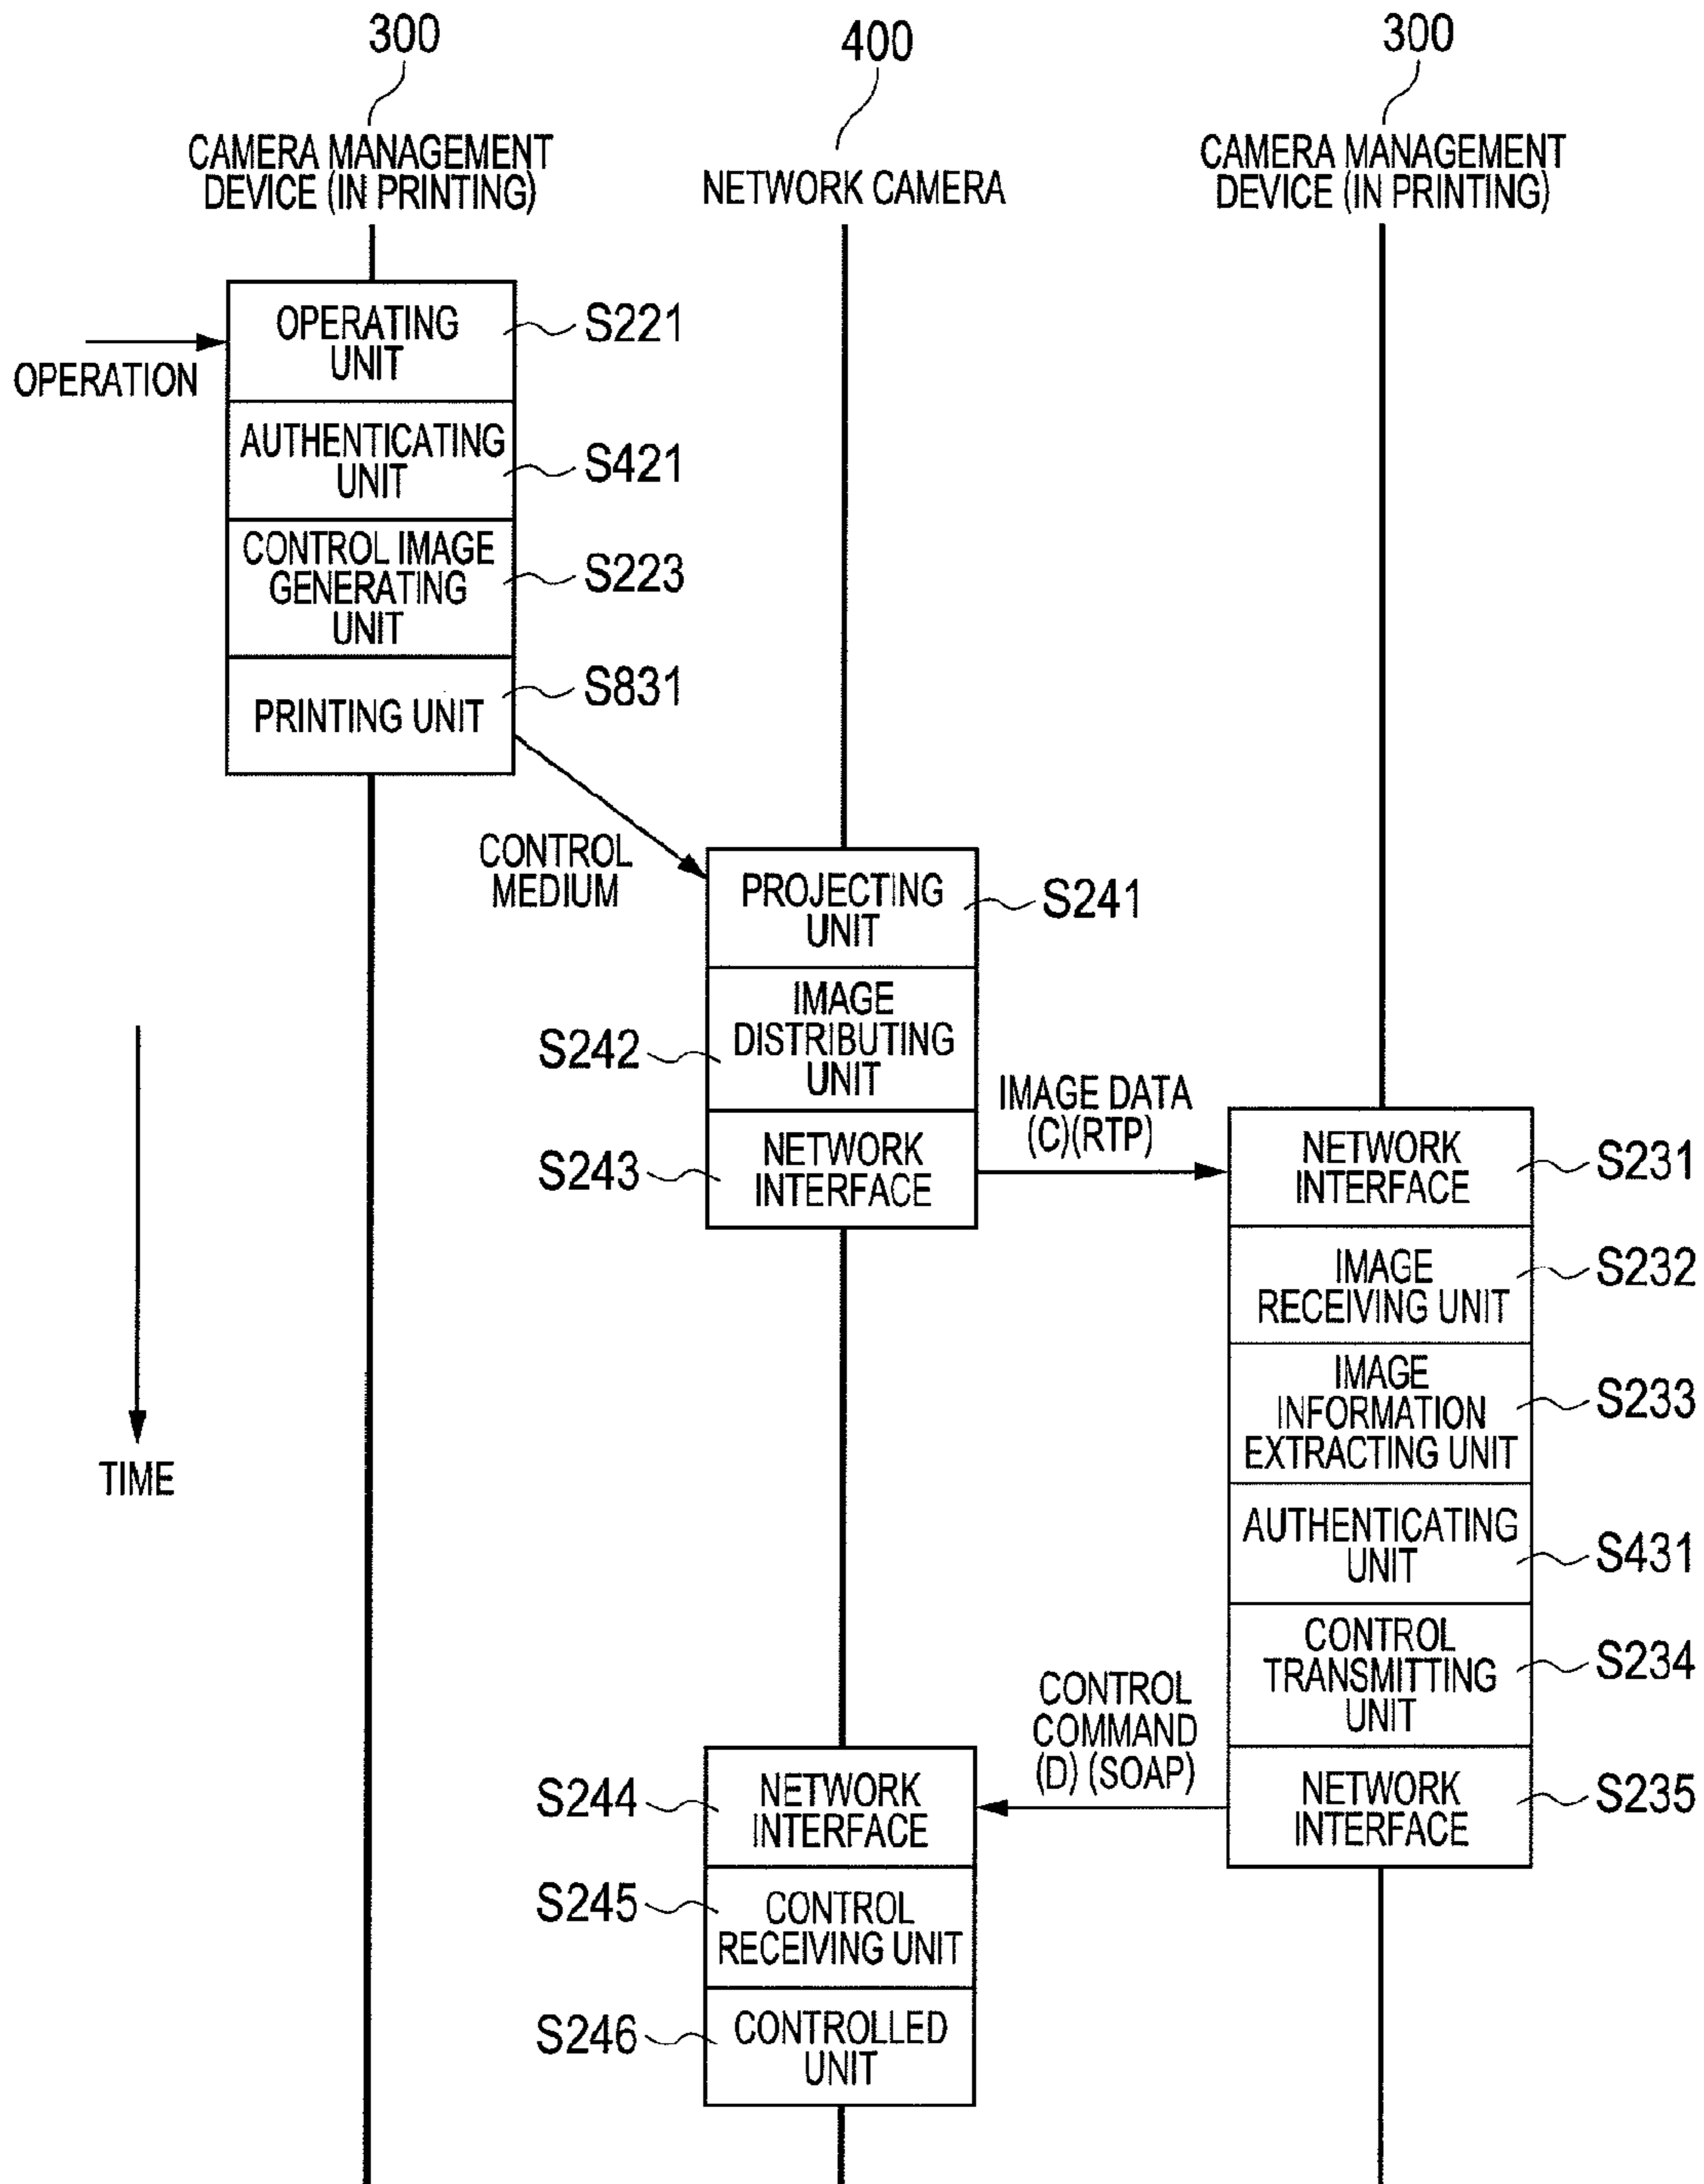 300
400
300
CAMERA MANAGEMENT
DEVICE (IN PRINTING)
NETWORK CAMERA
CAMERA MANAGEMENT
DEVICE (IN PRINTING)
OPERATION
OPERATING
UNIT
S221
AUTHENTICATING
UNIT
S421
CONTROL IMAGE
GENERATING
UNIT
S223
PRINTING UNIT
S831
CONTROL
MEDIUM
PROJECTING
UNIT
S241
IMAGE
DISTRIBUTING
UNIT
S242
NETWORK
INTERFACE
S243
IMAGE DATA
(C)(RTP)
NETWORK
INTERFACE
S231
IMAGE
RECEIVING UNIT
S232
IMAGE
INFORMATION
EXTRACTING UNIT
S233
TIME
AUTHENTICATING
UNIT
S431
CONTROL
TRANSMITTING
UNIT
S234
CONTROL
COMMAND
(D) (SOAP)
NETWORK
INTERFACE
S235
S244
NETWORK
INTERFACE
S245
CONTROL
RECEIVING UNIT
S246
CONTROLLED
UNIT